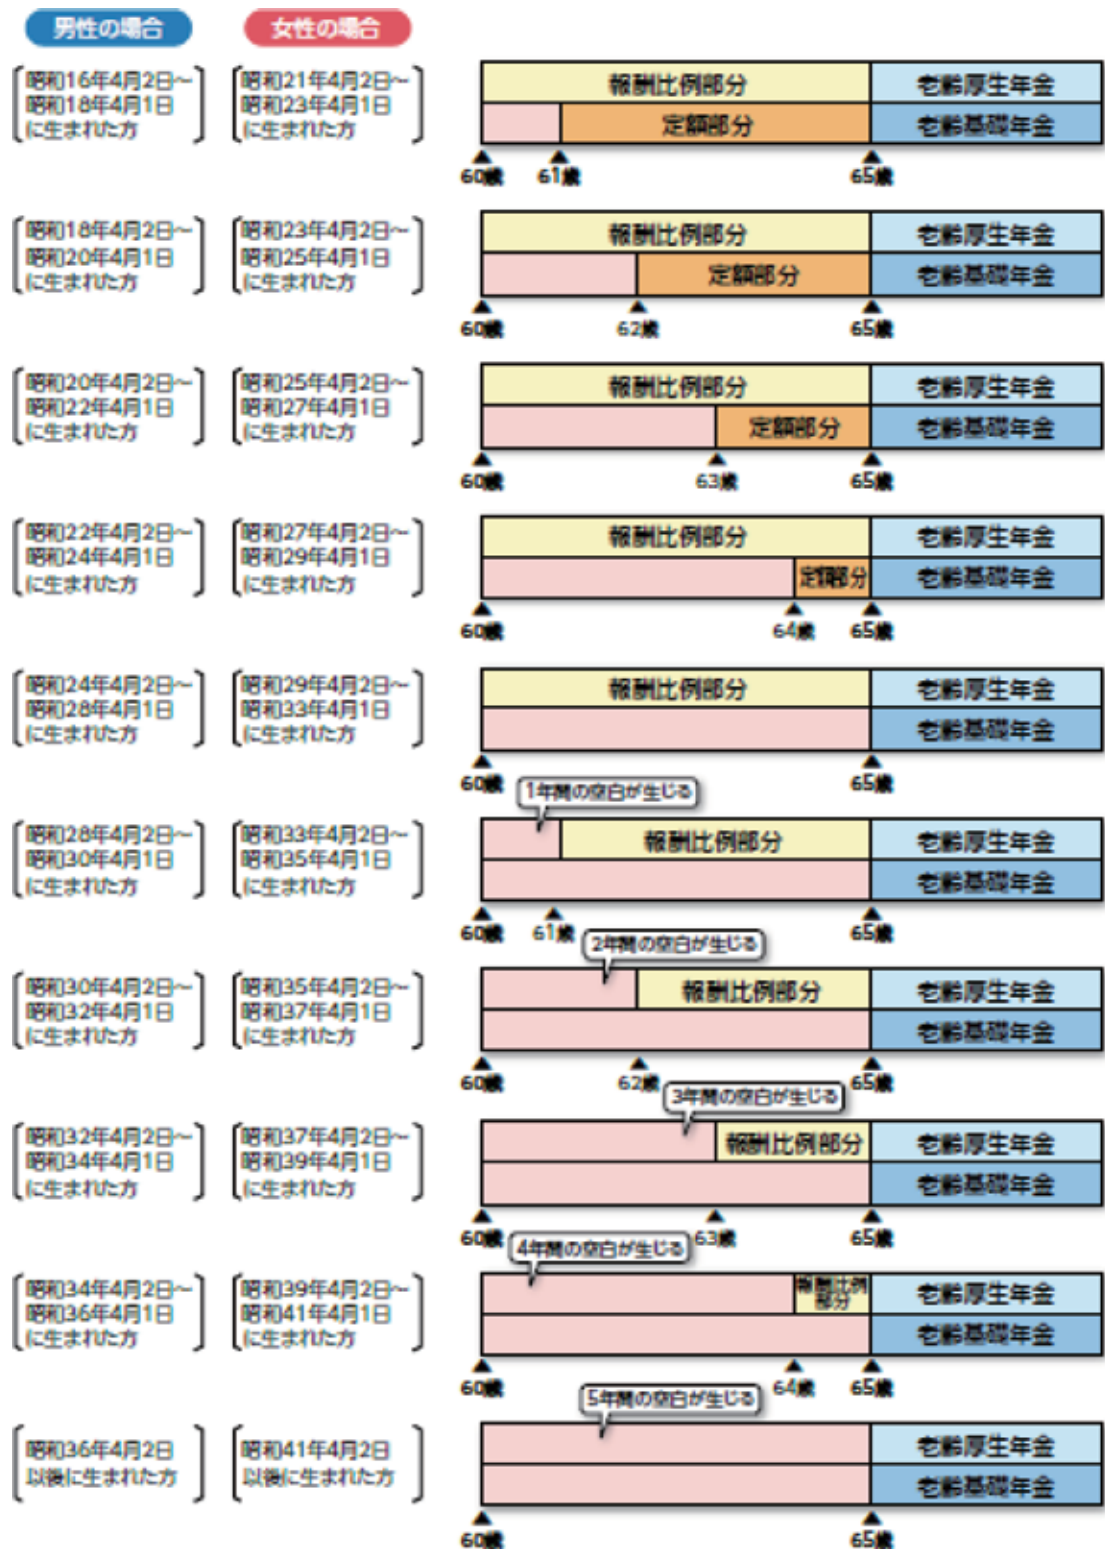 男性の場合
女性の場合
昭和16年4月2日～
昭和18年4月1日
に生まれた方
昭和21年4月2日～
昭和23年4月1日
に生まれた方
報酬比例部分
老齢厚生年金
定額部分
老齢基礎年金
60歳
61歳
65歳
昭和18年4月2日～
昭和20年4月1日
に生まれた方
昭和23年4月2日～
昭和25年4月1日
に生まれた方
報酬比例部分
老齢厚生年金
定額部分
老齢基礎年金
60歳
62歳
65歳
昭和20年4月2日～
昭和22年4月1日
に生まれた方
昭和25年4月2日～
昭和27年4月1日
に生まれた方
報酬比例部分
老齢厚生年金
定額部分
老齢基礎年金
60歳
63歳
65歳
昭和22年4月2日～
昭和24年4月1日
に生まれた方
昭和27年4月2日～
昭和29年4月1日
に生まれた方
報酬比例部分
老齢厚生年金
定額部分
老齢基礎年金
60歳
64歳
65歳
昭和24年4月2日～
昭和28年4月1日
に生まれた方
昭和29年4月2日～
昭和33年4月1日
に生まれた方
報酬比例部分
老齢厚生年金
老齢基礎年金
60歳
65歳
1年間の空白が生じる
昭和28年4月2日～
昭和30年4月1日
に生まれた方
昭和33年4月2日～
昭和35年4月1日
に生まれた方
報酬比例部分
老齢厚生年金
老齢基礎年金
60歳
61歳
65歳
2年間の空白が生じる
昭和30年4月2日～
昭和32年4月1日
に生まれた方
昭和35年4月2日～
昭和37年4月1日
に生まれた方
報酬比例部分
老齢厚生年金
老齢基礎年金
60歳
62歳
65歳
3年間の空白が生じる
昭和32年4月2日～
昭和34年4月1日
に生まれた方
昭和37年4月2日～
昭和39年4月1日
に生まれた方
報酬比例部分
老齢厚生年金
老齢基礎年金
60歳
63歳
65歳
4年間の空白が生じる
昭和34年4月2日～
昭和36年4月1日
に生まれた方
昭和39年4月2日～
昭和41年4月1日
に生まれた方
報酬比例
部分
老齢厚生年金
老齢基礎年金
60歳
64歳
65歳
5年間の空白が生じる
昭和36年4月2日
以後に生まれた方
昭和41年4月2日
以後に生まれた方
老齢厚生年金
老齢基礎年金
60歳
65歳